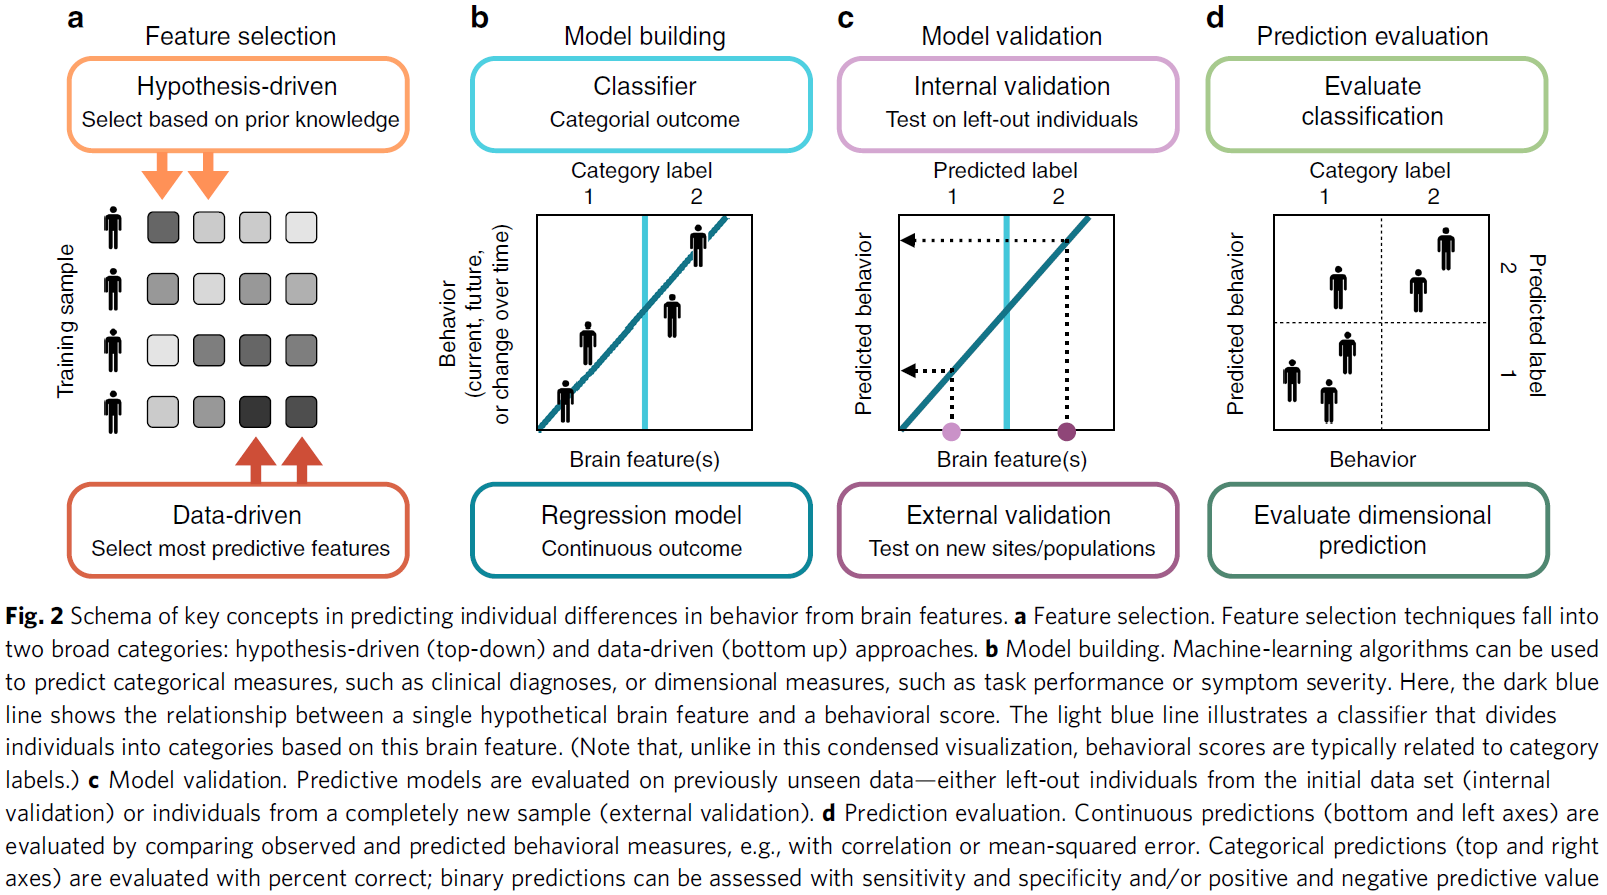 a
Feature selection
Hypothesis-driven
Select based on prior knowledge
Training sample
Data-driven
Select most predictive features
b
Model building
Classifier
Categorial outcome
Category label
1 2
Behavior
(current, future,
or change over time)
Brain feature(s)
Regression model
Continuous outcome
c
Model validation
Internal validation
Test on left-out individuals
Predicted label
1 2
Predicted behavior
Brain feature(s)
External validation
Test on new sites/populations
d
Prediction evaluation
Evaluate
classification
Category label
1 2
Predicted behavior
2
1
Predicted label
Behavior
Evaluate dimensional
prediction
Fig. 2 Schema of key concepts in predicting individual differences in behavior from brain features. a Feature selection. Feature selection techniques fall into
two broad categories: hypothesis-driven (top-down) and data-driven (bottom up) approaches. b Model building. Machine-learning algorithms can be used
to predict categorical measures, such as clinical diagnoses, or dimensional measures, such as task performance or symptom severity. Here, the dark blue
line shows the relationship between a single hypothetical brain feature and a behavioral score. The light blue line illustrates a classifier that divides
individuals into categories based on this brain feature. (Note that, unlike in this condensed visualization, behavioral scores are typically related to category
labels.) c Model validation. Predictive models are evaluated on previously unseen data—either left-out individuals from the initial data set (internal
validation) or individuals from a completely new sample (external validation). d Prediction evaluation. Continuous predictions (bottom and left axes) are
evaluated by comparing observed and predicted behavioral measures, e.g., with correlation or mean-squared error. Categorical predictions (top and right
axes) are evaluated with percent correct; binary predictions can be assessed with sensitivity and specificity and/or positive and negative predictive value